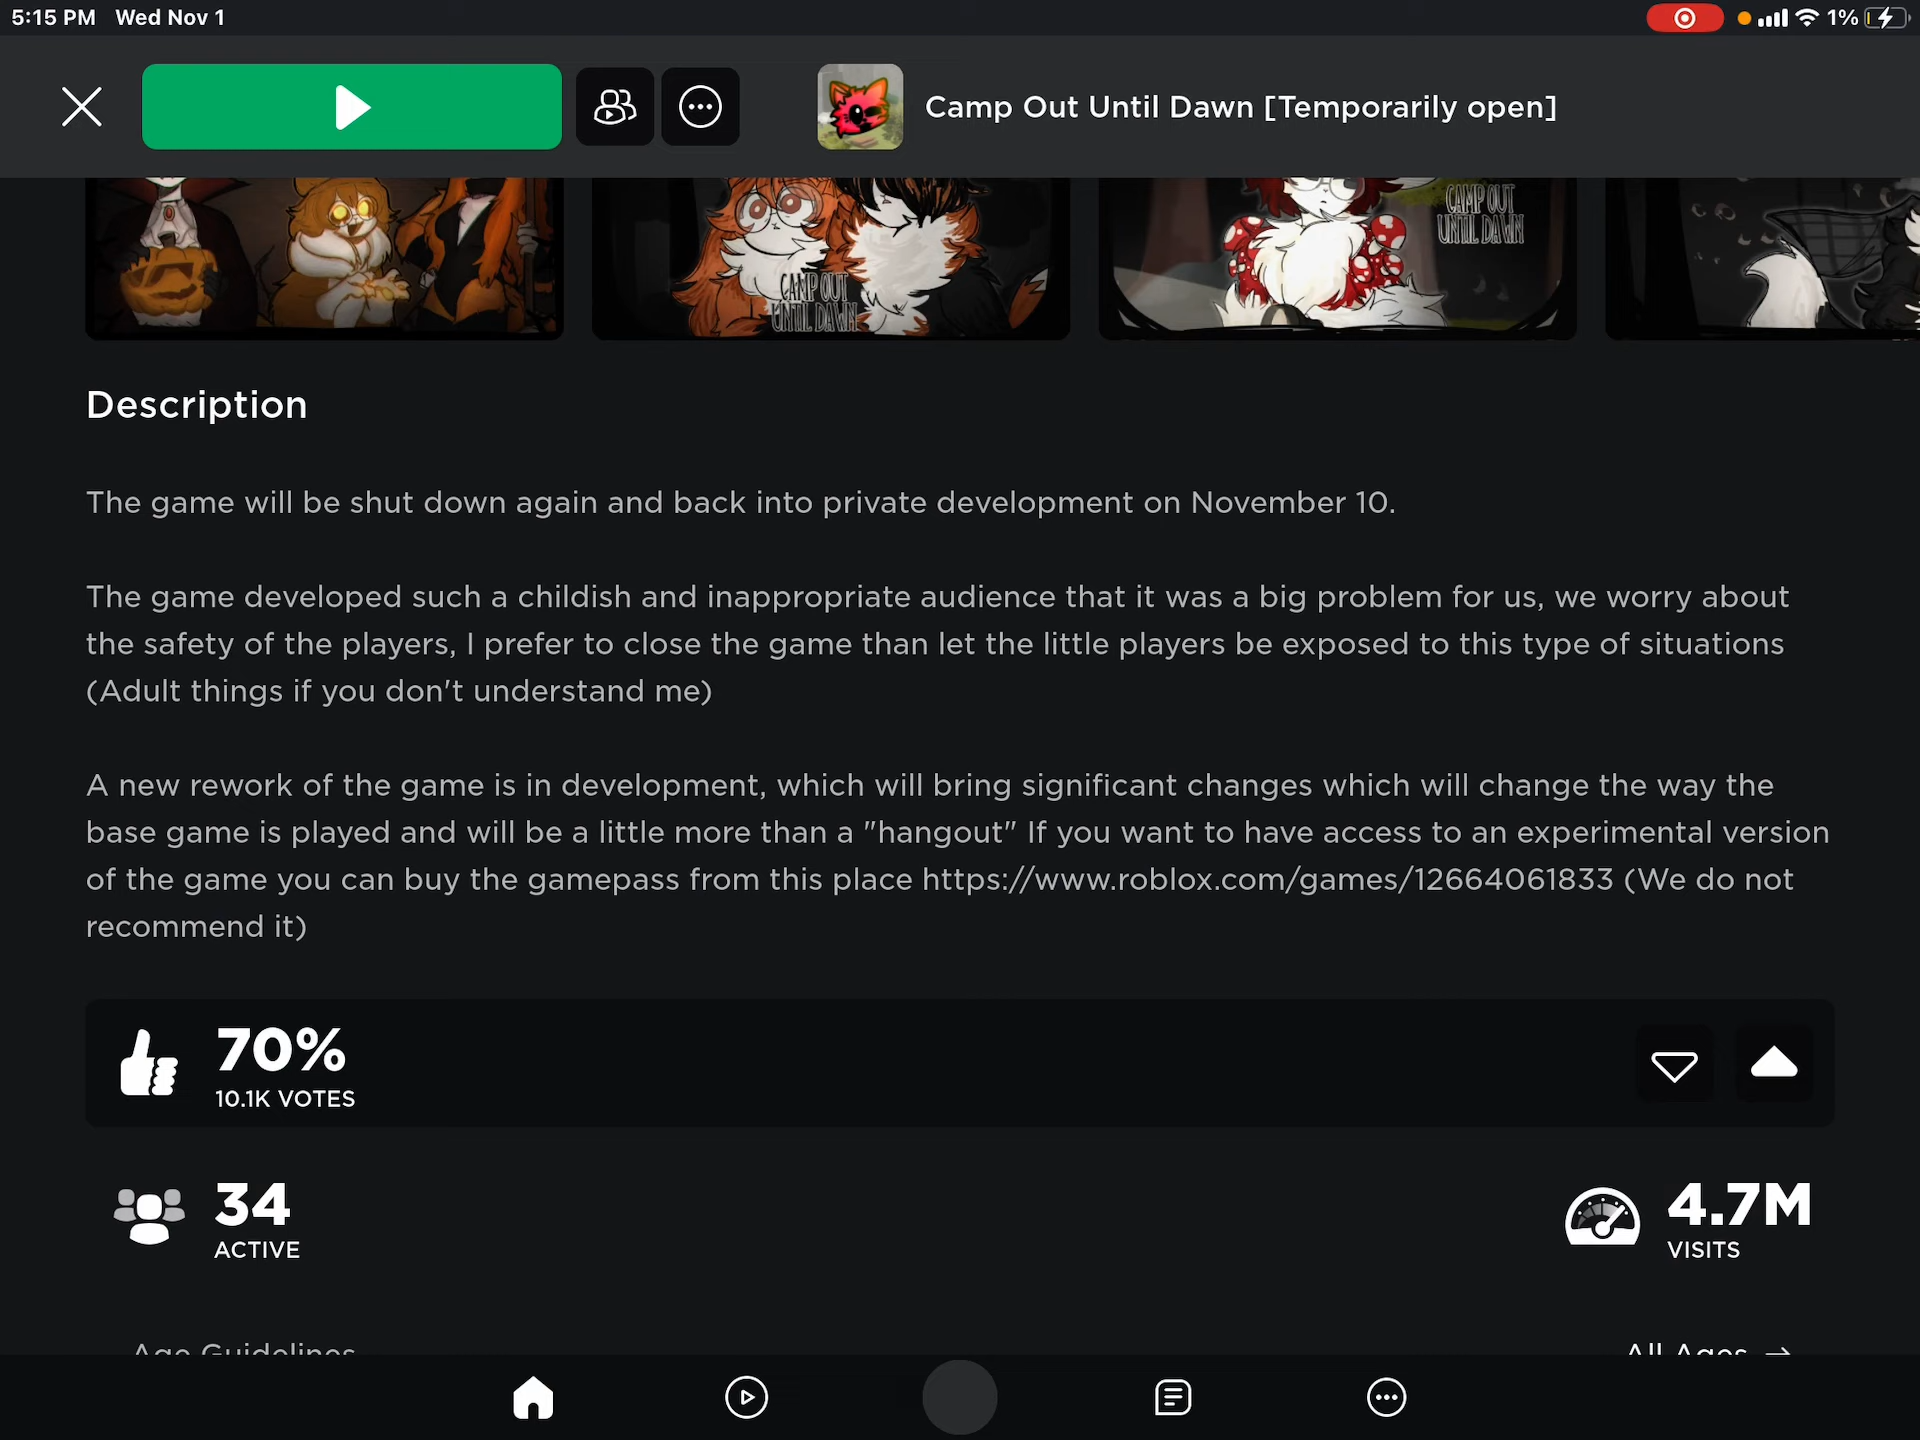 5:15 PM Wed Nov 1
1%
Camp Out Until Dawn [Temporarily open]
CAMP OUT
UNTIL DAWN
CAMP OUT
UNTIL DAWN
Description
The game will be shut down again and back into private development on November 10.
The game developed such a childish and inappropriate audience that it was a big problem for us, we worry about
the safety of the players, I prefer to close the game than let the little players be exposed to this type of situations
(Adult things if you don't understand me)
A new rework of the game is in development, which will bring significant changes which will change the way the
base game is played and will be a little more than a "hangout" If you want to have access to an experimental version
of the game you can buy the gamepass from this place https://www.roblox.com/games/12664061833 (We do not
recommend it)
70%
10.1K VOTES
34
ACTIVE
4.7M
VISITS
Age Guidelines
All Ages →